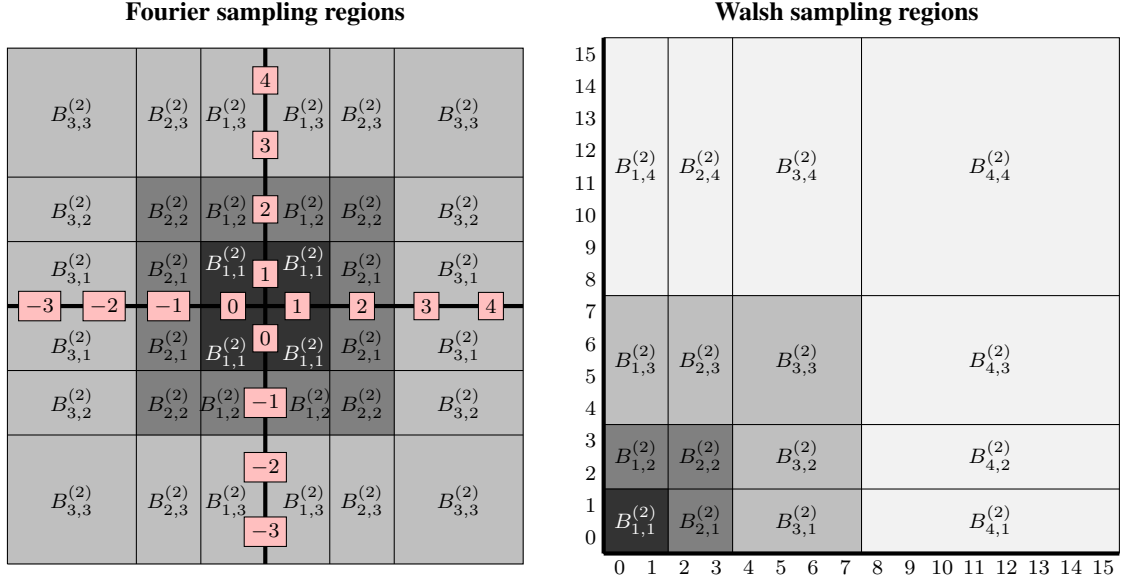 Fourier sampling regions
B_{3,3}^{(2)} B_{2,3}^{(2)} B_{1,3}^{(2)} 4 B_{1,3}^{(2)} B_{2,3}^{(2)} B_{3,3}^{(2)}
3
B_{3,2}^{(2)} B_{2,2}^{(2)} B_{1,2}^{(2)} 2 B_{1,2}^{(2)} B_{2,2}^{(2)} B_{3,2}^{(2)}
B_{3,1}^{(2)} B_{2,1}^{(2)} B_{1,1}^{(2)} 1 B_{1,1}^{(2)} B_{2,1}^{(2)} B_{3,1}^{(2)}
−3 −2 −1 0 1 2 3 4
B_{3,1}^{(2)} B_{2,1}^{(2)} B_{1,1}^{(2)} 0 B_{1,1}^{(2)} B_{2,1}^{(2)} B_{3,1}^{(2)}
B_{3,2}^{(2)} B_{2,2}^{(2)} B_{1,2}^{(2)} −1 B_{1,2}^{(2)} B_{2,2}^{(2)} B_{3,2}^{(2)}
−2
B_{3,3}^{(2)} B_{2,3}^{(2)} B_{1,3}^{(2)} B_{1,3}^{(2)} B_{2,3}^{(2)} B_{3,3}^{(2)}
−3
Walsh sampling regions
15
14
13
12
B_{1,4}^{(2)} B_{2,4}^{(2)} B_{3,4}^{(2)} B_{4,4}^{(2)}
11
10
9
8
7
6
B_{1,3}^{(2)} B_{2,3}^{(2)} B_{3,3}^{(2)} B_{4,3}^{(2)}
5
4
3
B_{1,2}^{(2)} B_{2,2}^{(2)} B_{3,2}^{(2)} B_{4,2}^{(2)}
2
1
B_{1,1}^{(2)} B_{2,1}^{(2)} B_{3,1}^{(2)} B_{4,1}^{(2)}
0
0 1 2 3 4 5 6 7 8 9 10 11 12 13 14 15